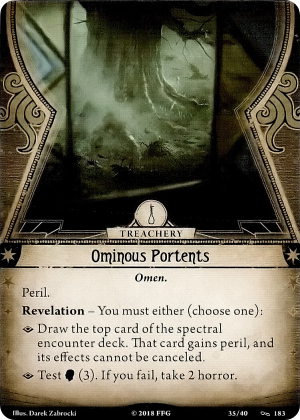 TREACHERY
Ominous Portents
Omen.
Peril.
Revelation – You must either (choose one):
Draw the top card of the spectral
encounter deck. That card gains peril, and
its effects cannot be canceled.
Test (3). If you fail, take 2 horror.
Illus. Darek Zabrocki © 2018 FFG 35/40 183